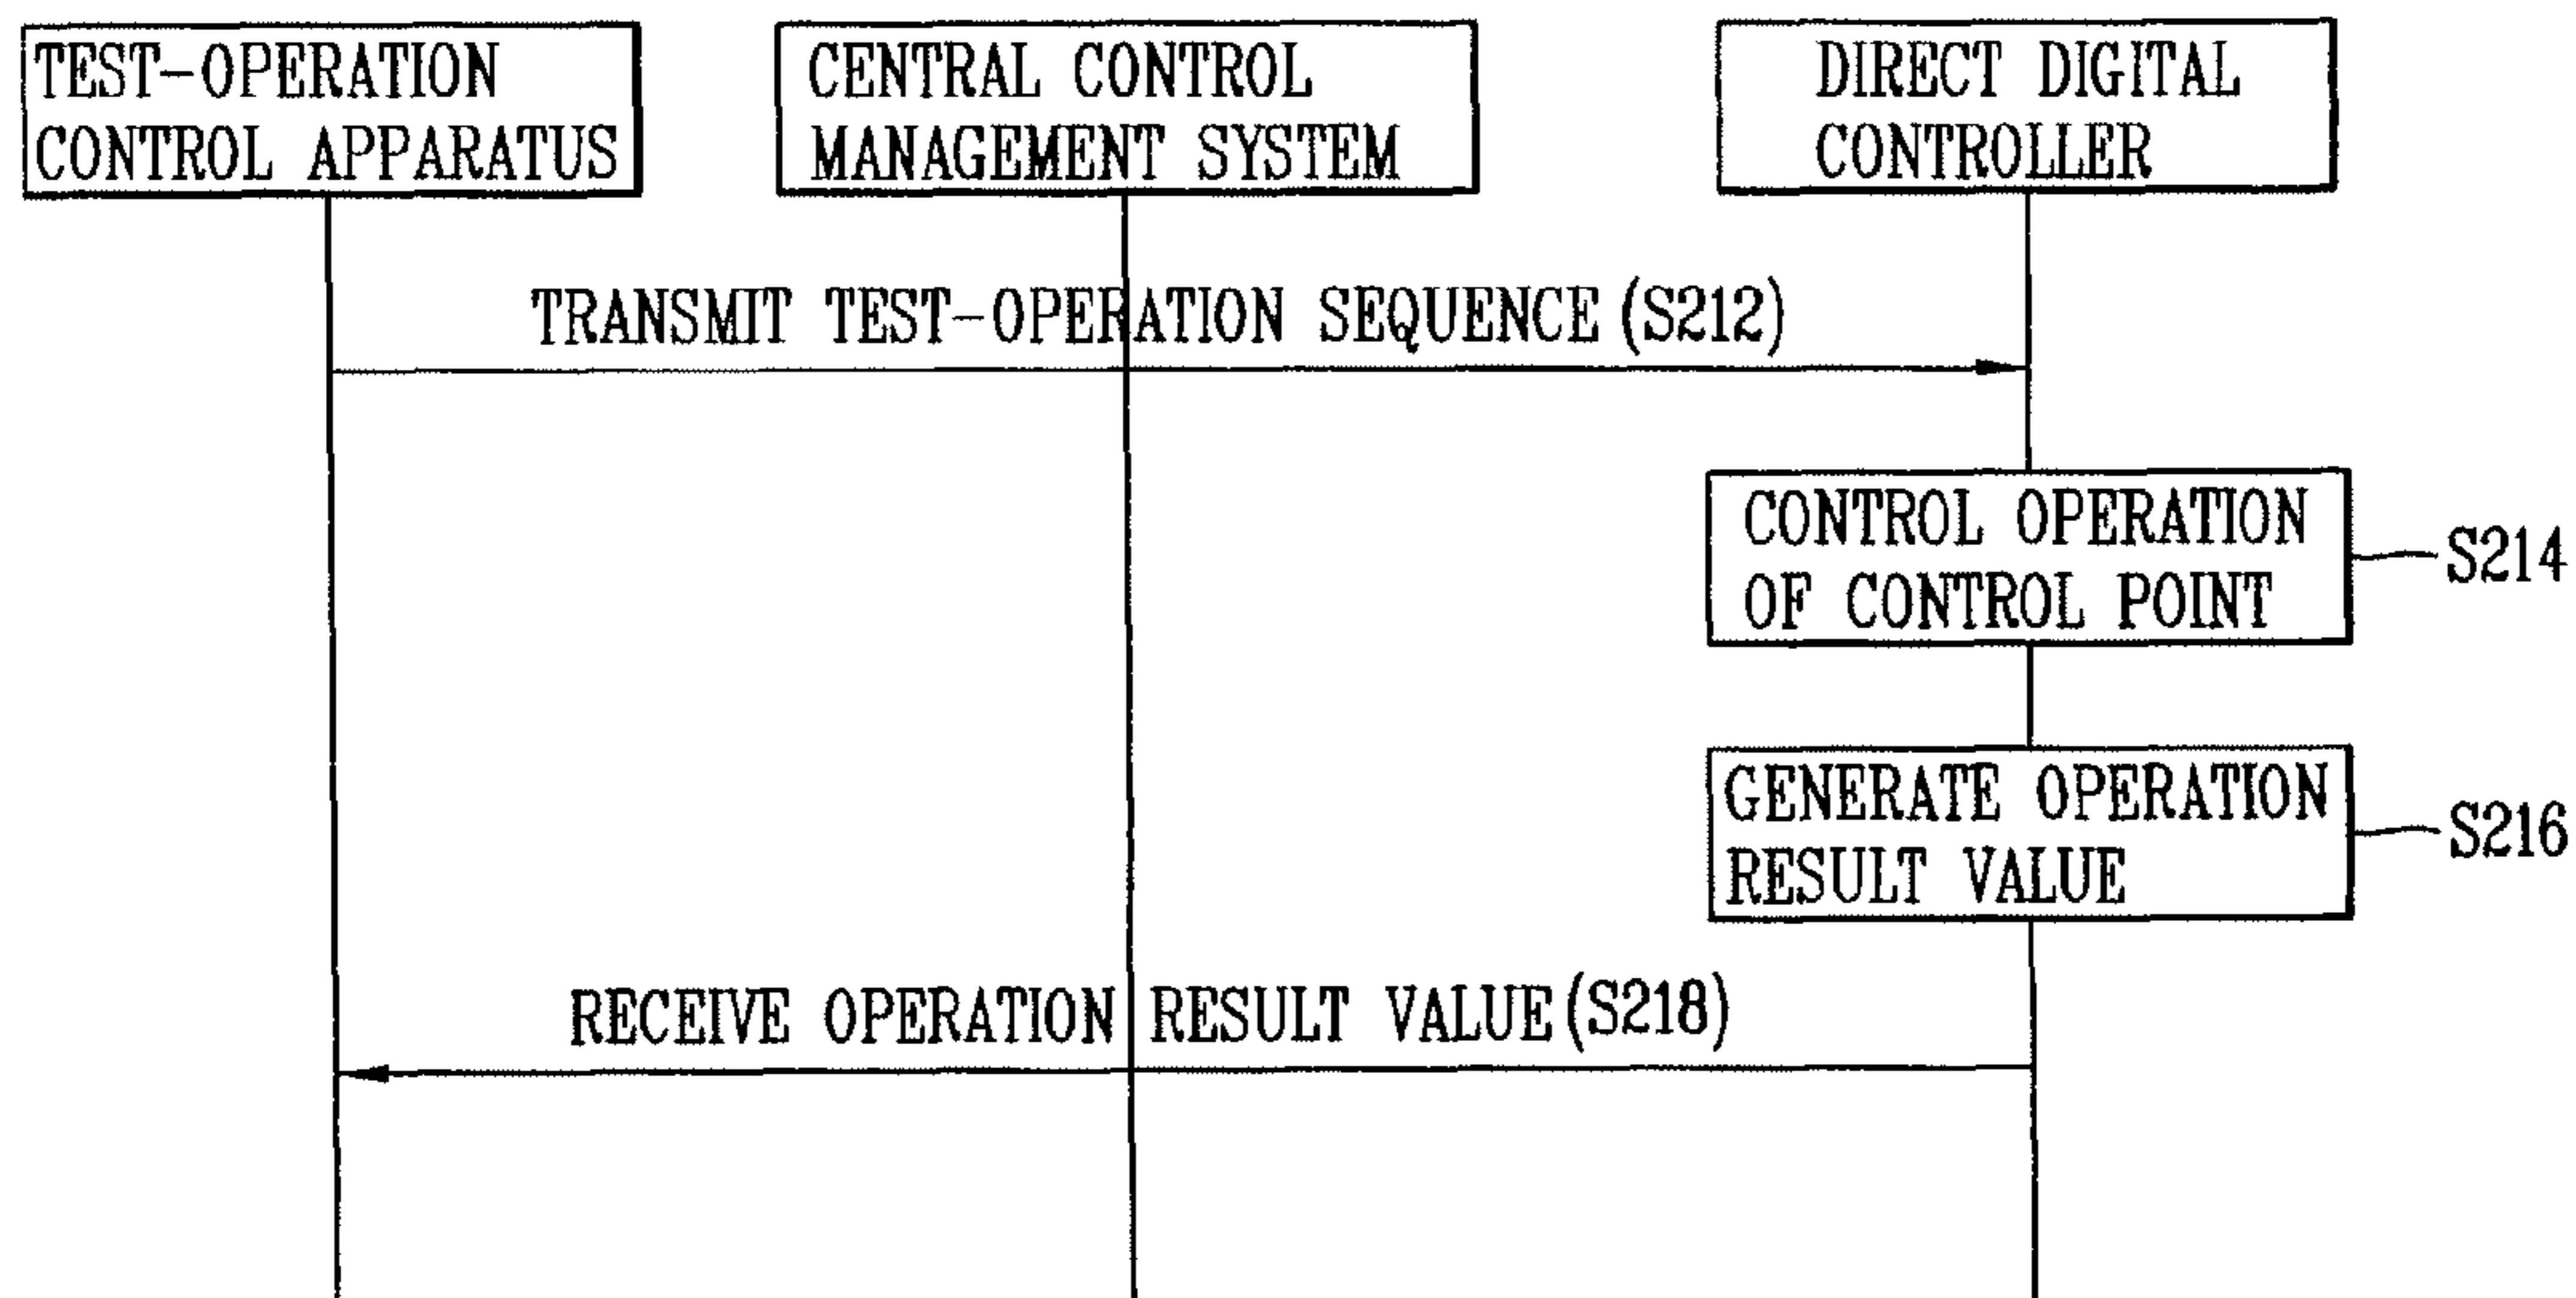 TEST-OPERATION
CONTROL APPARATUS
CENTRAL CONTROL
MANAGEMENT SYSTEM
DIRECT DIGITAL
CONTROLLER
TRANSMIT TEST-OPERATION SEQUENCE (S212)
CONTROL OPERATION
OF CONTROL POINT
S214
GENERATE OPERATION
RESULT VALUE
S216
RECEIVE OPERATION RESULT VALUE (S218)